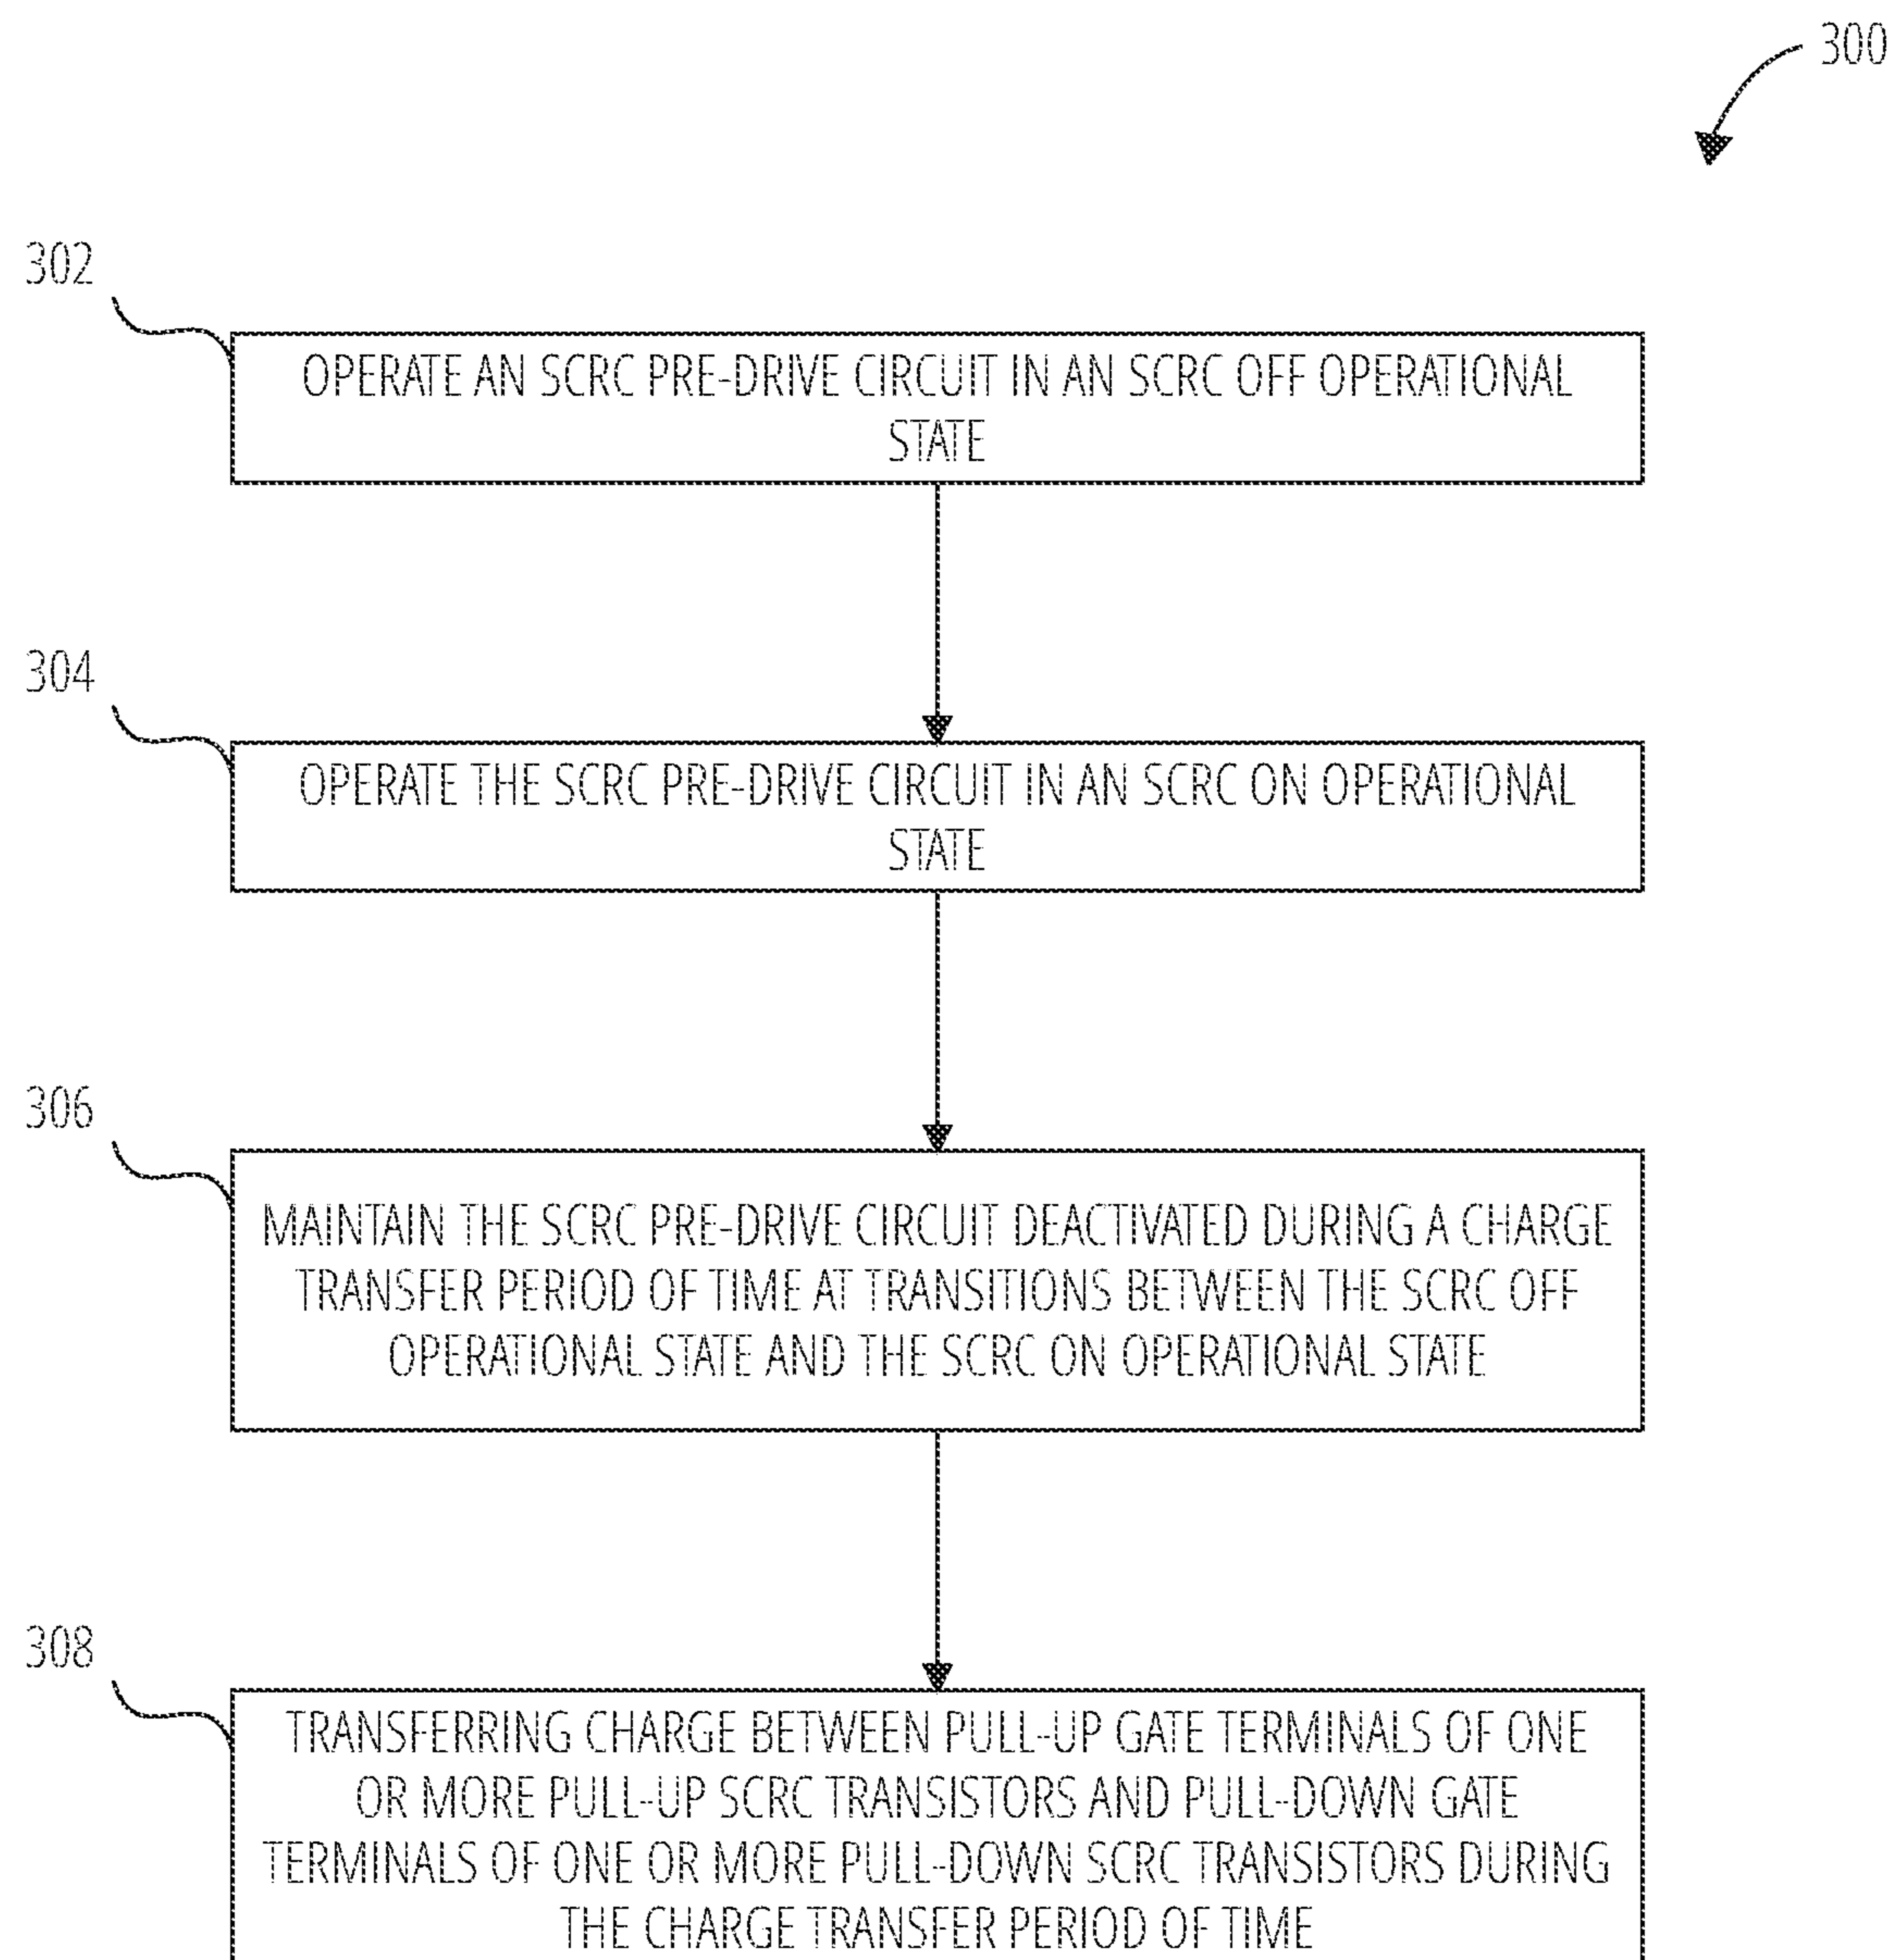 300
302
OPERATE AN SCRC PRE-DRIVE CIRCUIT IN AN SCRC OFF OPERATIONAL
STATE
304
OPERATE THE SCRC PRE-DRIVE CIRCUIT IN AN SCRC ON OPERATIONAL
STATE
306
MAINTAIN THE SCRC PRE-DRIVE CIRCUIT DEACTIVATED DURING A CHARGE
TRANSFER PERIOD OF TIME AT TRANSITIONS BETWEEN THE SCRC OFF
OPERATIONAL STATE AND THE SCRC ON OPERATIONAL STATE
308
TRANSFERRING CHARGE BETWEEN PULL-UP GATE TERMINALS OF ONE
OR MORE PULL-UP SCRC TRANSISTORS AND PULL-DOWN GATE
TERMINALS OF ONE OR MORE PULL-DOWN SCRC TRANSISTORS DURING
THE CHARGE TRANSFER PERIOD OF TIME